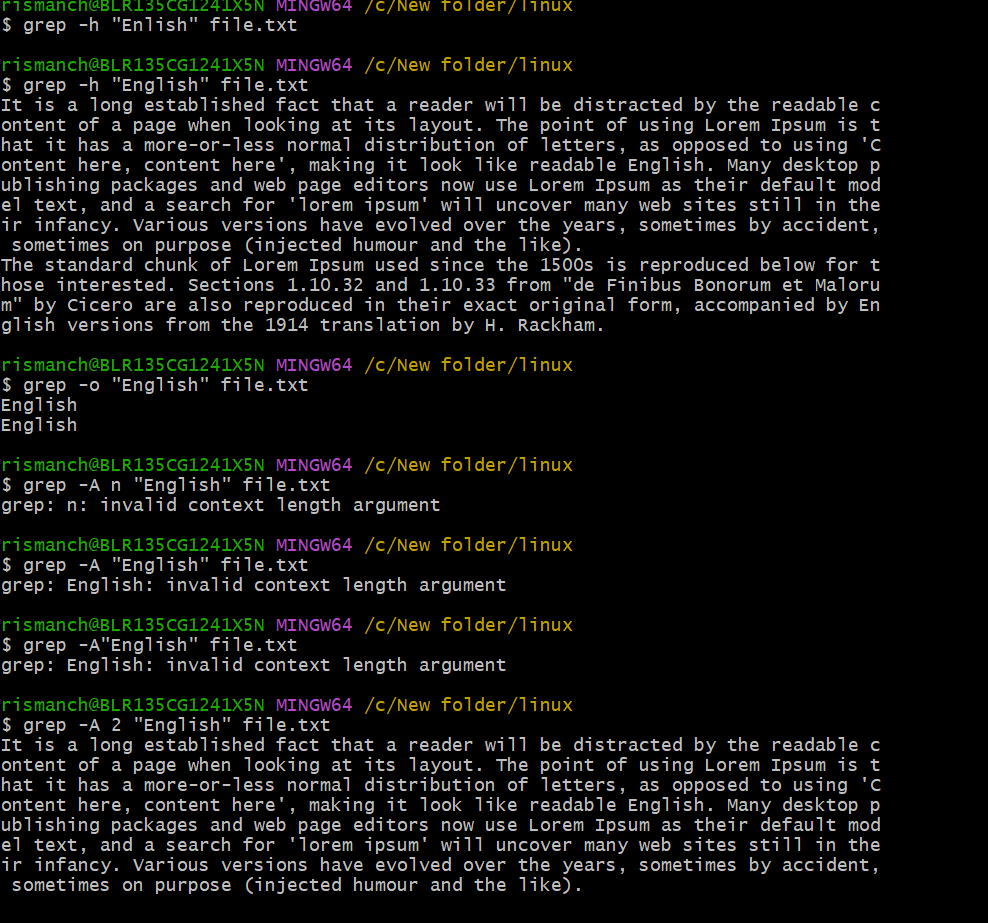 rismanch@BLR135CG1241X5N MINGW64 /c/New folder/linux
$ grep -h "Enlish" file.txt
rismanch@BLR135CG1241X5N MINGW64 /c/New folder/linux
$ grep -h "English" file.txt
It is a long established fact that a reader will be distracted by the readable c
ontent of a page when looking at its layout. The point of using Lorem Ipsum is t
hat it has a more-or-less normal distribution of letters, as opposed to using 'C
ontent here, content here', making it look like readable English. Many desktop p
ublishing packages and web page editors now use Lorem Ipsum as their default mod
el text, and a search for 'lorem ipsum' will uncover many web sites still in the
ir infancy. Various versions have evolved over the years, sometimes by accident,
 sometimes on purpose (injected humour and the like).
The standard chunk of Lorem Ipsum used since the 1500s is reproduced below for t
hose interested. Sections 1.10.32 and 1.10.33 from "de Finibus Bonorum et Maloru
m" by Cicero are also reproduced in their exact original form, accompanied by En
glish versions from the 1914 translation by H. Rackham.
rismanch@BLR135CG1241X5N MINGW64 /c/New folder/linux
$ grep -o "English" file.txt
English
English
rismanch@BLR135CG1241X5N MINGW64 /c/New folder/linux
$ grep -A n "English" file.txt
grep: n: invalid context length argument
rismanch@BLR135CG1241X5N MINGW64 /c/New folder/linux
$ grep -A "English" file.txt
grep: English: invalid context length argument
rismanch@BLR135CG1241X5N MINGW64 /c/New folder/linux
$ grep -A"English" file.txt
grep: English: invalid context length argument
rismanch@BLR135CG1241X5N MINGW64 /c/New folder/linux
$ grep -A 2 "English" file.txt
It is a long established fact that a reader will be distracted by the readable c
ontent of a page when looking at its layout. The point of using Lorem Ipsum is t
hat it has a more-or-less normal distribution of letters, as opposed to using 'C
ontent here, content here', making it look like readable English. Many desktop p
ublishing packages and web page editors now use Lorem Ipsum as their default mod
el text, and a search for 'lorem ipsum' will uncover many web sites still in the
ir infancy. Various versions have evolved over the years, sometimes by accident,
 sometimes on purpose (injected humour and the like).